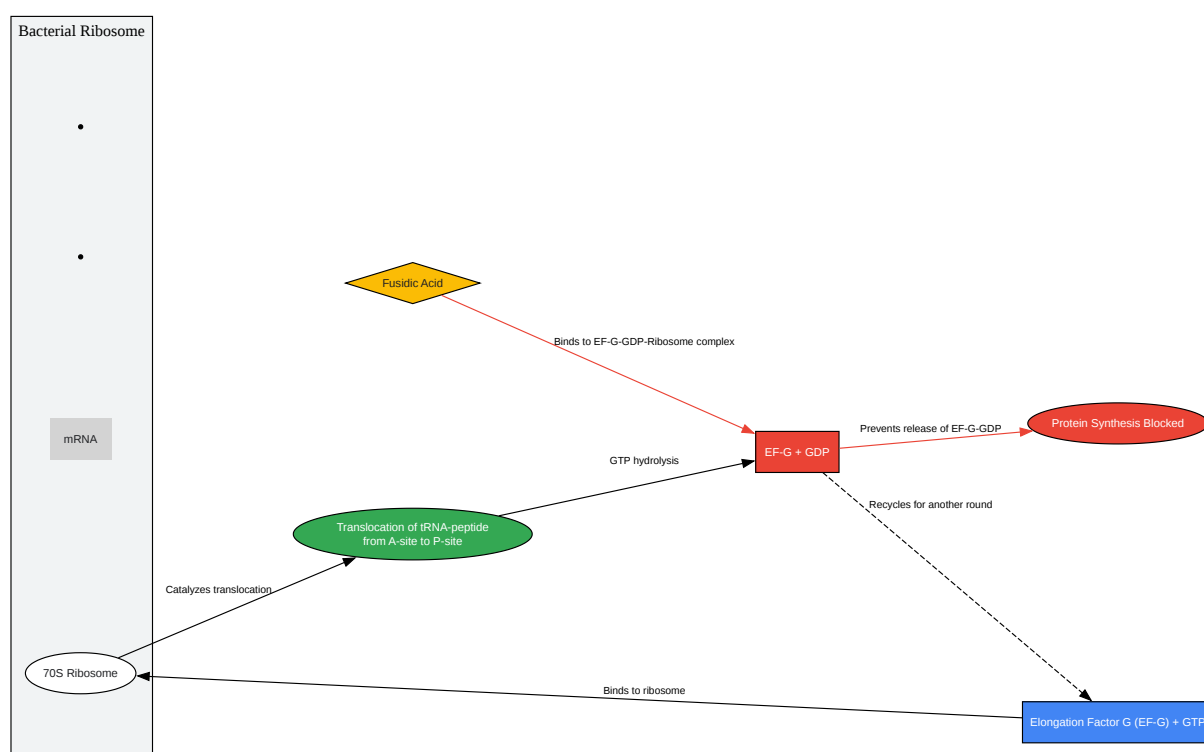 Bacterial Ribosome
Fusidic Acid
Binds to EF-G-GDP-Ribosome complex
mRNA
Prevents release of EF-G-GDP
Protein Synthesis Blocked
EF-G + GDP
GTP hydrolysis
Recycles for another round
Translocation of tRNA-peptide
from A-site to P-site
Catalyzes translocation
70S Ribosome
Binds to ribosome
Elongation Factor G (EF-G) + GTP